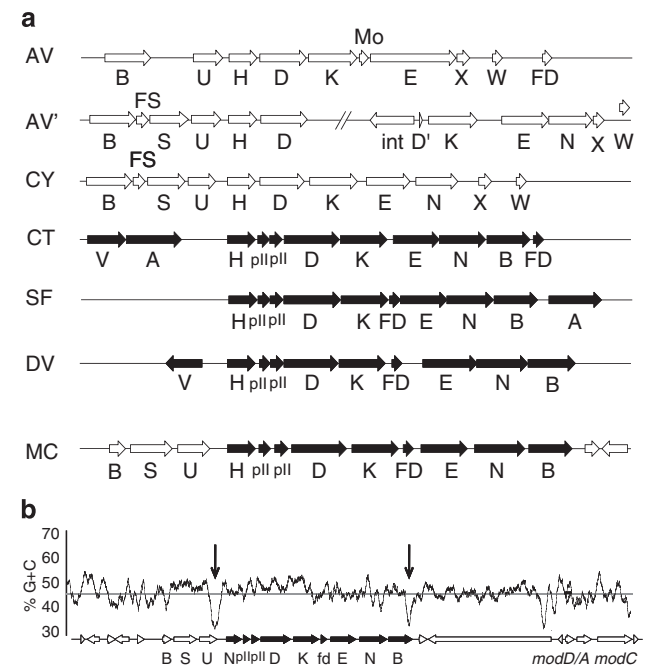 a
Mo
AV
B U H D K E X W FD
FS
AV'
B S U H D int D' K E N X W
FS
CY
B S U H D K E N X W
CT
V A H pII pII D K E N B FD
SF
H pII pII D K FD E N B A
DV
V H pII pII D K FD E N B
MC
B S U H pII pII D K FD E N B
b
70
60
50
40
30
% G+C
B S U N pII pII D K fd E N B modD/A modC